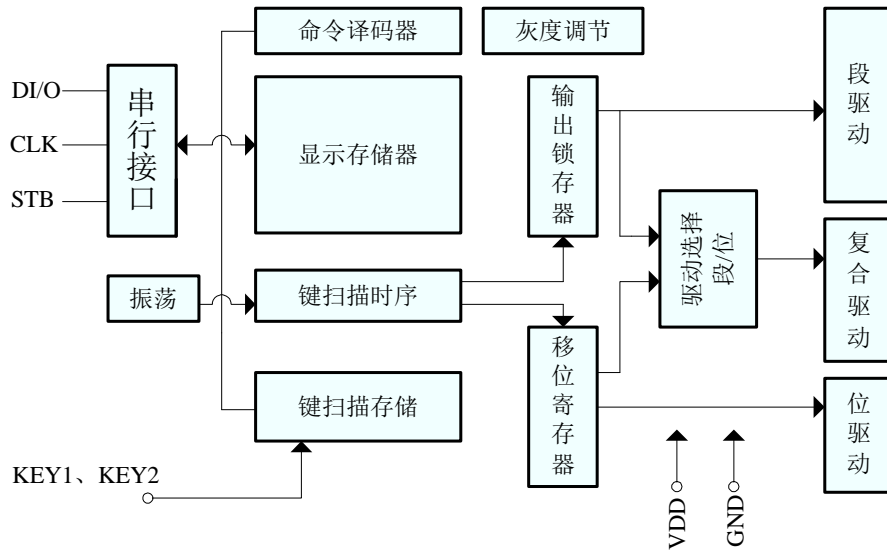 命令译码器
灰度调节
DI/O
CLK
STB
串行接口
显示存储器
输出锁存器
段驱动
驱动选择
段/位
复合驱动
振荡
键扫描时序
移位寄存器
键扫描存储
位驱动
KEY1、KEY2
VDD
GND